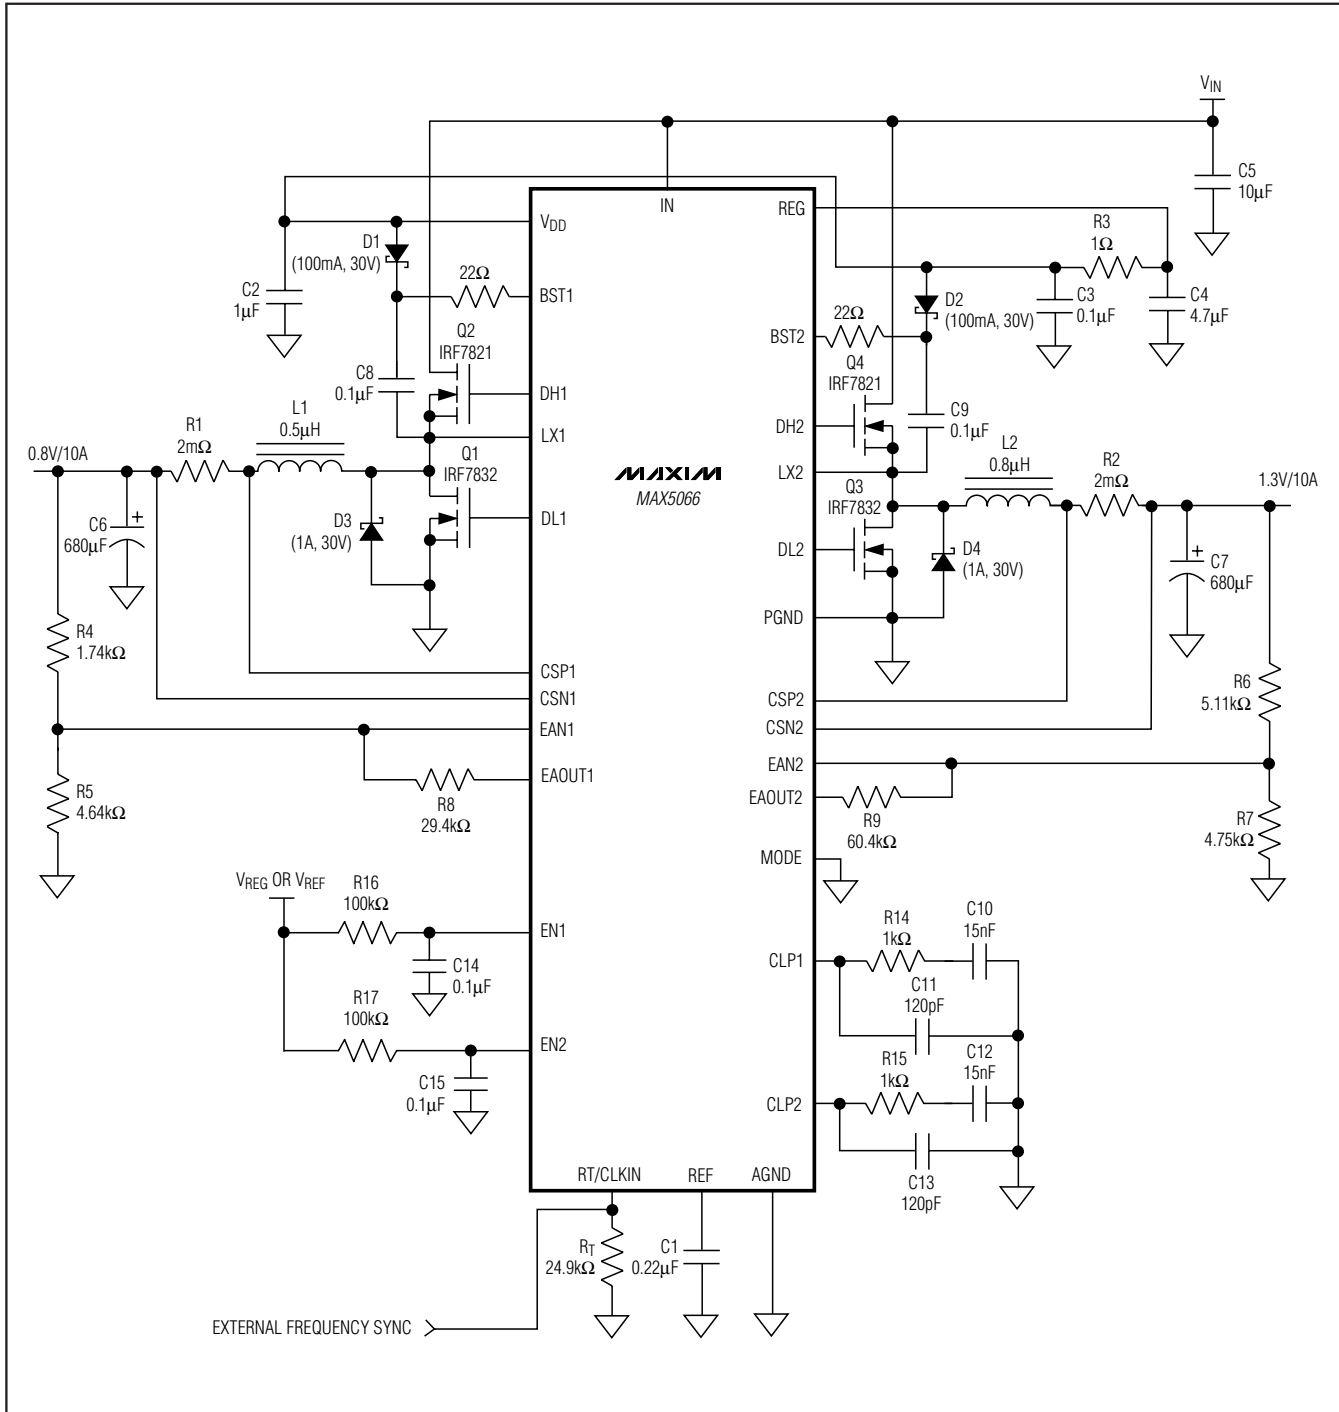 V_IN
C5
10µF
IN
REG
V_DD
D1
(100mA, 30V)
22Ω
BST1
C2
1µF
Q2
IRF7821
C8
0.1µF
DH1
LX1
L1
0.5µH
R1
2mΩ
0.8V/10A
Q1
IRF7832
DL1
D3
(1A, 30V)
C6
+
680µF
R4
1.74kΩ
CSP1
CSN1
EAN1
EAOUT1
R5
4.64kΩ
R8
29.4kΩ
V_REG OR V_REF
R16
100kΩ
EN1
C14
0.1µF
R17
100kΩ
EN2
C15
0.1µF
MAXIM
MAX5066
R3
1Ω
D2
(100mA, 30V)
C3
0.1µF
C4
4.7µF
22Ω
BST2
Q4
IRF7821
C9
0.1µF
DH2
LX2
L2
0.8µH
R2
2mΩ
1.3V/10A
Q3
IRF7832
DL2
D4
(1A, 30V)
+
C7
680µF
PGND
CSP2
CSN2
R6
5.11kΩ
EAN2
EAOUT2
R9
60.4kΩ
R7
4.75kΩ
MODE
R14
1kΩ
C10
15nF
CLP1
C11
120pF
R15
1kΩ
C12
15nF
CLP2
C13
120pF
RT/CLKIN
REF
AGND
R_T
24.9kΩ
C1
0.22µF
EXTERNAL FREQUENCY SYNC